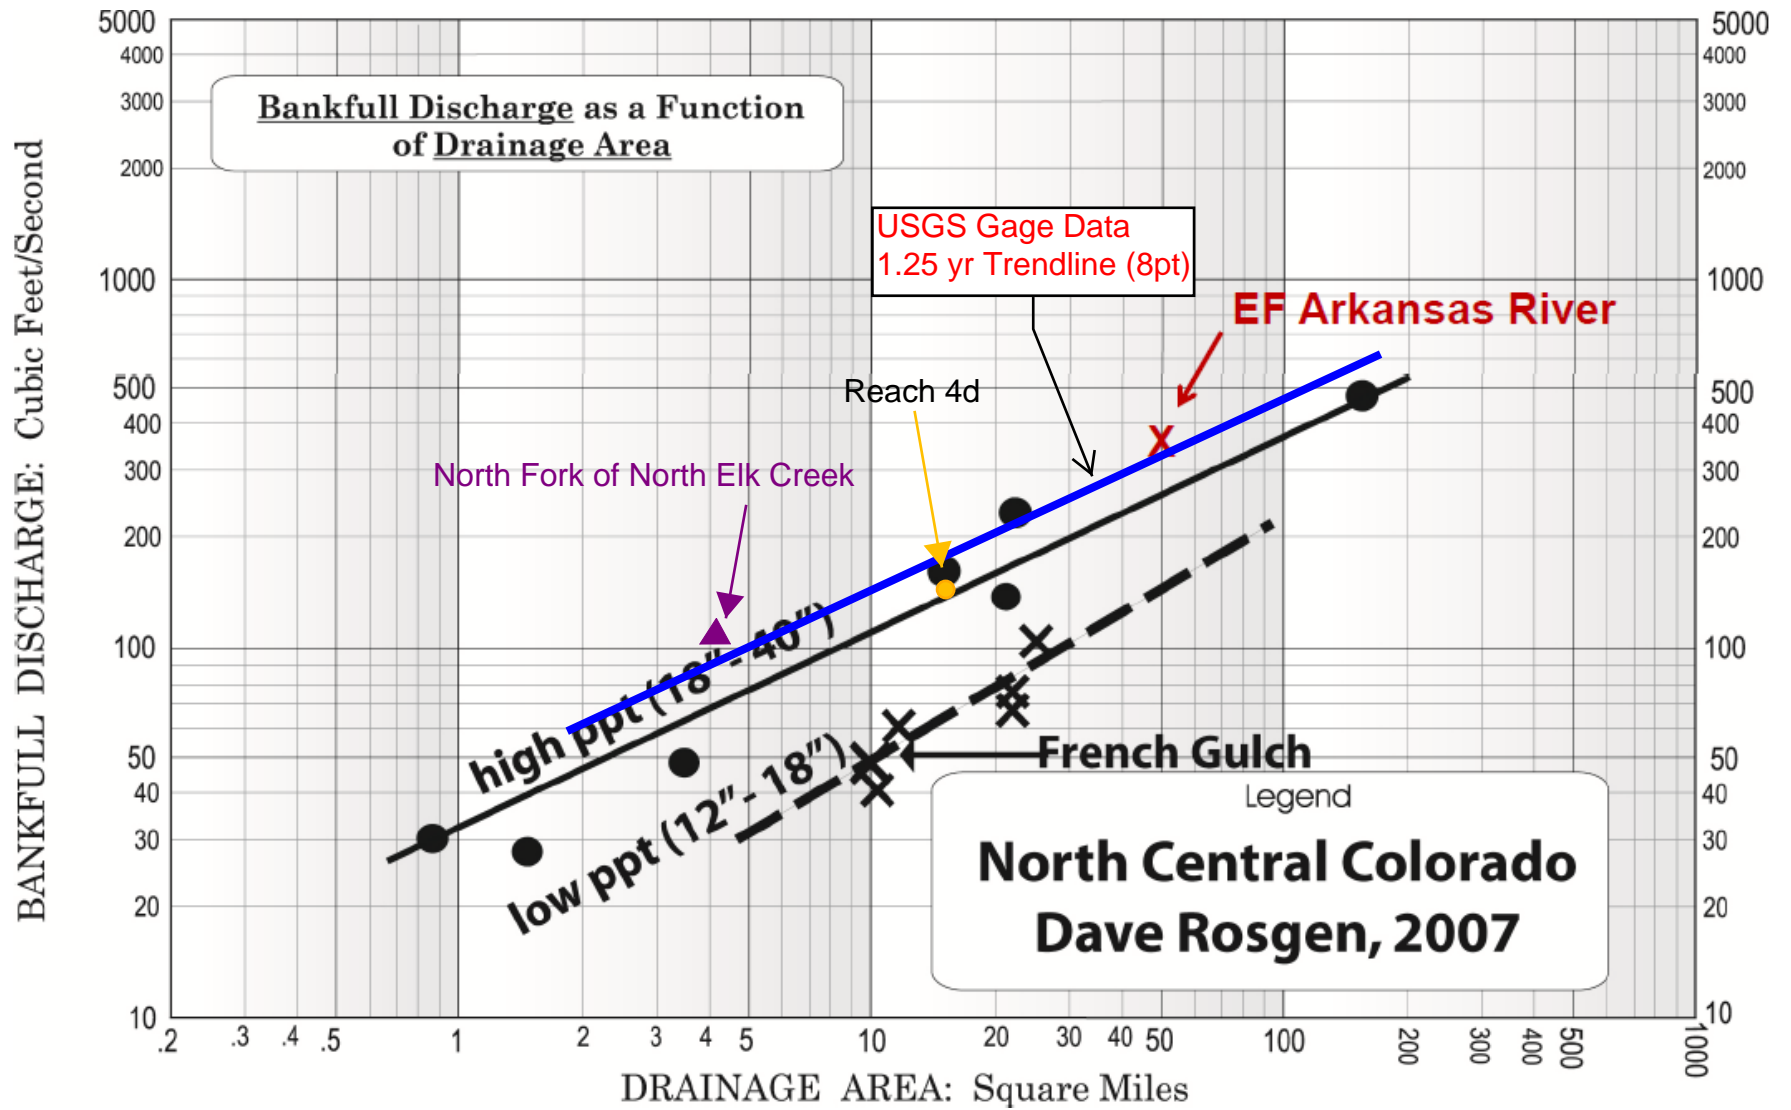 Bankfull Discharge as a Function
of Drainage Area
BANKFULL DISCHARGE: Cubic Feet/Second
5000
4000
3000
2000
1000
500
400
300
200
100
50
40
30
20
10
5000
4000
3000
2000
1000
500
400
300
200
100
50
40
30
20
10
USGS Gage Data
1.25 yr Trendline (8pt)
EF Arkansas River
X
Reach 4d
North Fork of North Elk Creek
high ppt (18"- 40")
low ppt (12"- 18")
French Gulch
Legend
North Central Colorado
Dave Rosgen, 2007
.2 .3 .4 .5 1 2 3 4 5 10 20 30 40 50 100 200 300 400 500 1000
DRAINAGE AREA: Square Miles